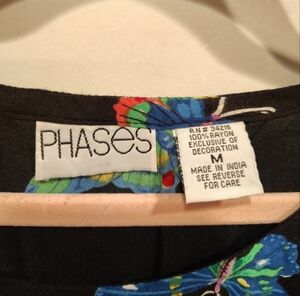 PHASES
R.N.# 34216
100% RAYON
EXCLUSIVE OF
DECORATION
M
MADE IN INDIA
SEE REVERSE
FOR CARE